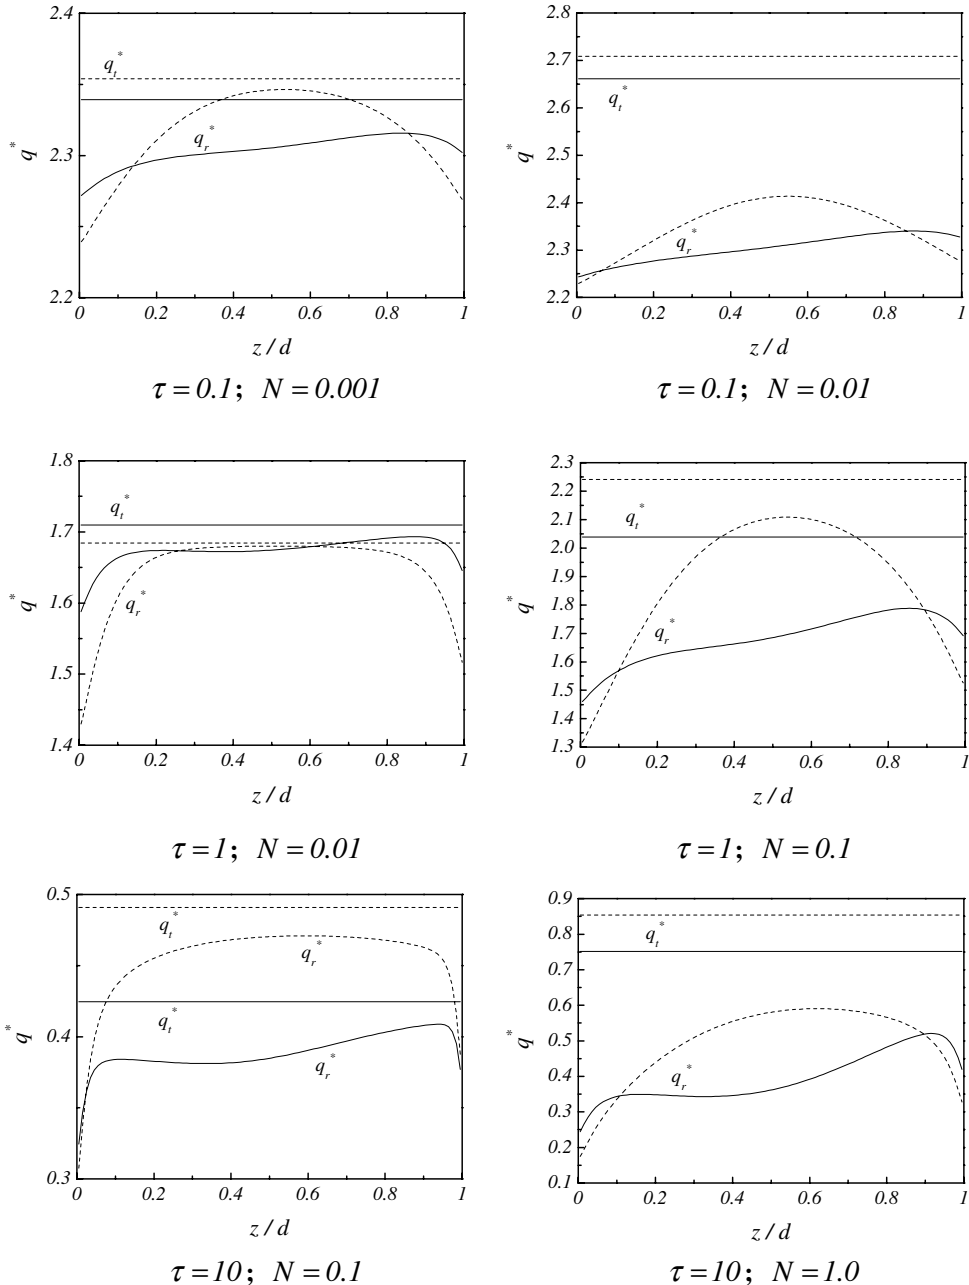 2.4
q_t^*
q_r^*
2.3
q^*
2.2
0 0.2 0.4 0.6 0.8 1
z / d
τ = 0.1; N = 0.001
2.8
2.7
q_t^*
2.6
2.5
q^*
2.4
q_r^*
2.3
2.2
0 0.2 0.4 0.6 0.8 1
z / d
τ = 0.1; N = 0.01
1.8
q_t^*
1.7
q^*
1.6
q_r^*
1.5
1.4
0 0.2 0.4 0.6 0.8 1
z / d
τ = 1; N = 0.01
2.3
2.2
2.1
q_t^*
2.0
1.9
q^*
1.8
1.7
q_r^*
1.6
1.5
1.4
1.3
0 0.2 0.4 0.6 0.8 1
z / d
τ = 1; N = 0.1
0.5
q_t^*
q_r^*
q^*
0.4
q_t^*
q_r^*
0.3
0 0.2 0.4 0.6 0.8 1
z / d
τ = 10; N = 0.1
0.9
0.8
q_t^*
0.7
0.6
q^*
0.5
0.4
q_r^*
0.3
0.2
0.1
0 0.2 0.4 0.6 0.8 1
z / d
τ = 10; N = 1.0